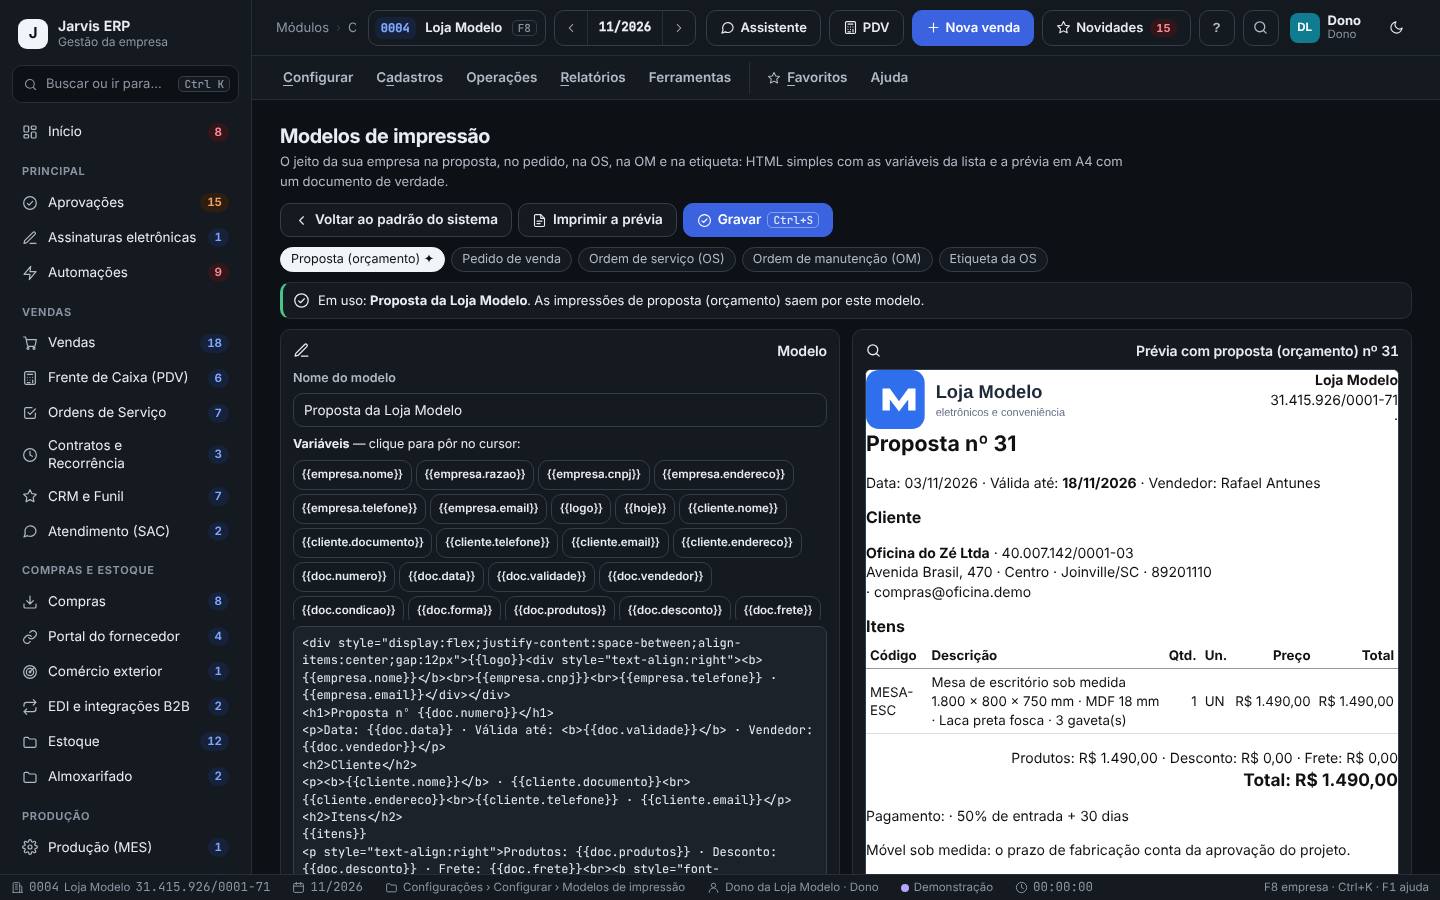 J
Jarvis ERP
Gestão da empresa
Buscar ou ir para... Ctrl K
Início 8
PRINCIPAL
Aprovações 15
Assinaturas eletrônicas 1
Automações 9
VENDAS
Vendas 18
Frente de Caixa (PDV) 6
Ordens de Serviço 7
Contratos e
Recorrência 3
CRM e Funil 7
Atendimento (SAC) 2
COMPRAS E ESTOQUE
Compras 8
Portal do fornecedor 4
Comércio exterior 1
EDI e integrações B2B 2
Estoque 12
Almoxarifado 2
PRODUÇÃO
Produção (MES) 1
Módulos › C 0004 Loja Modelo F8 ‹ 11/2026 › Assistente PDV + Nova venda Novidades 15 ? DL Dono
Dono
Configurar Cadastros Operações Relatórios Ferramentas Favoritos Ajuda
Modelos de impressão
O jeito da sua empresa na proposta, no pedido, na OS, na OM e na etiqueta: HTML simples com as variáveis da lista e a prévia em A4 com
um documento de verdade.
‹ Voltar ao padrão do sistema Imprimir a prévia Gravar Ctrl+S
Proposta (orçamento) ✦ Pedido de venda Ordem de serviço (OS) Ordem de manutenção (OM) Etiqueta da OS
Em uso: Proposta da Loja Modelo. As impressões de proposta (orçamento) saem por este modelo.
Modelo
Nome do modelo
Proposta da Loja Modelo
Variáveis — clique para pôr no cursor:
{{empresa.nome}} {{empresa.razao}} {{empresa.cnpj}} {{empresa.endereco}}
{{empresa.telefone}} {{empresa.email}} {{logo}} {{hoje}} {{cliente.nome}}
{{cliente.documento}} {{cliente.telefone}} {{cliente.email}} {{cliente.endereco}}
{{doc.numero}} {{doc.data}} {{doc.validade}} {{doc.vendedor}}
{{doc.condicao}} {{doc.forma}} {{doc.produtos}} {{doc.desconto}} {{doc.frete}}
<div style="display:flex;justify-content:space-between;align-
items:center;gap:12px">{{logo}}<div style="text-align:right"><b>
{{empresa.nome}}</b><br>{{empresa.cnpj}}<br>{{empresa.telefone}} ·
{{empresa.email}}</div></div>
<h1>Proposta nº {{doc.numero}}</h1>
<p>Data: {{doc.data}} · Válida até: <b>{{doc.validade}}</b> · Vendedor:
{{doc.vendedor}}</p>
<h2>Cliente</h2>
<p><b>{{cliente.nome}}</b> · {{cliente.documento}}<br>
{{cliente.endereco}}<br>{{cliente.telefone}} · {{cliente.email}}</p>
<h2>Itens</h2>
{{itens}}
<p style="text-align:right">Produtos: {{doc.produtos}} · Desconto:
{{doc.desconto}} · Frete: {{doc.frete}}<br><b style="font-
Prévia com proposta (orçamento) nº 31
M Loja Modelo
eletrônicos e conveniência
Loja Modelo
31.415.926/0001-71
·
Proposta nº 31
Data: 03/11/2026 · Válida até: 18/11/2026 · Vendedor: Rafael Antunes
Cliente
Oficina do Zé Ltda · 40.007.142/0001-03
Avenida Brasil, 470 · Centro · Joinville/SC · 89201110
· compras@oficina.demo
Itens
Código Descrição Qtd. Un. Preço Total
MESA-
ESC
Mesa de escritório sob medida
1.800 × 800 × 750 mm · MDF 18 mm
· Laca preta fosca · 3 gaveta(s)
1 UN R$ 1.490,00 R$ 1.490,00
Produtos: R$ 1.490,00 · Desconto: R$ 0,00 · Frete: R$ 0,00
Total: R$ 1.490,00
Pagamento: · 50% de entrada + 30 dias
Móvel sob medida: o prazo de fabricação conta da aprovação do projeto.
0004 Loja Modelo 31.415.926/0001-71 11/2026 Configurações › Configurar › Modelos de impressão Dono da Loja Modelo · Dono Demonstração 00:00:00 F8 empresa · Ctrl+K · F1 ajuda